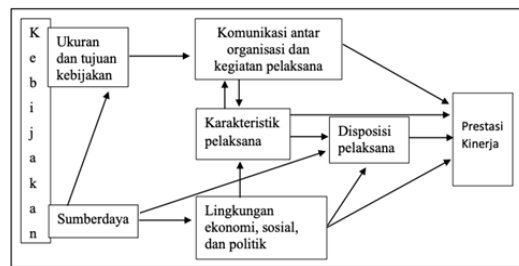 Kebijakan
Ukuran
dan tujuan
kebijakan
Komunikasi antar
organisasi dan
kegiatan pelaksana
Karakteristik
pelaksana
Disposisi
pelaksana
Prestasi
Kinerja
Sumberdaya
Lingkungan
ekonomi, sosial,
dan politik